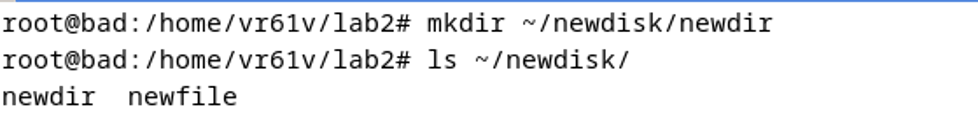 root@bad:/home/vr61v/lab2# mkdir ~/newdisk/newdir
root@bad:/home/vr61v/lab2# ls ~/newdisk/
newdir  newfile